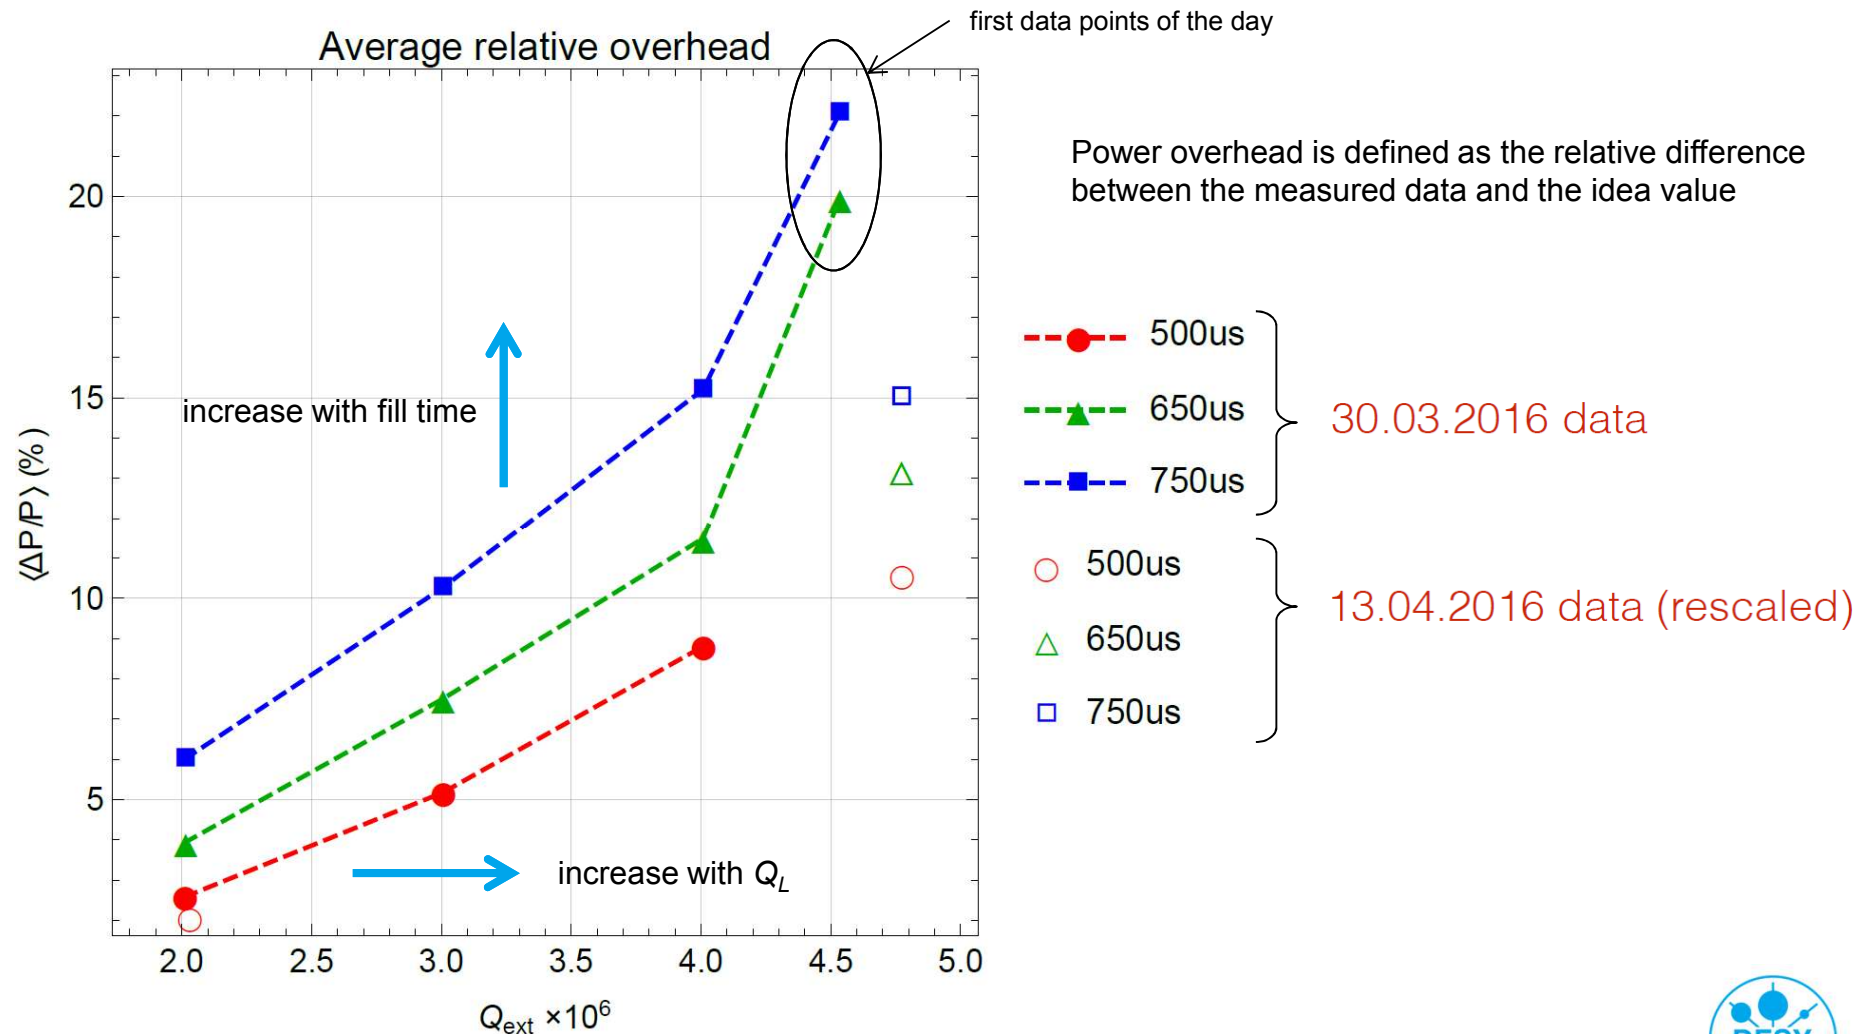 first data points of the day
Average relative overhead
Power overhead is defined as the relative difference
between the measured data and the idea value
20
15
10
5
⟨ΔP/P⟩ (%)
increase with fill time
increase with Q_L
2.0 2.5 3.0 3.5 4.0 4.5 5.0
Q_ext ×10⁶
500us
650us
750us
30.03.2016 data
500us
650us
750us
13.04.2016 data (rescaled)
DESY